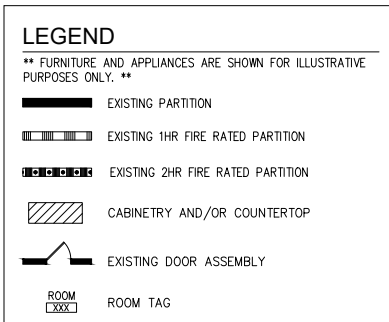 LEGEND
** FURNITURE AND APPLIANCES ARE SHOWN FOR ILLUSTRATIVE
PURPOSES ONLY. **
EXISTING PARTITION
EXISTING 1HR FIRE RATED PARTITION
EXISTING 2HR FIRE RATED PARTITION
CABINETRY AND/OR COUNTERTOP
EXISTING DOOR ASSEMBLY
ROOM
XXX
ROOM TAG